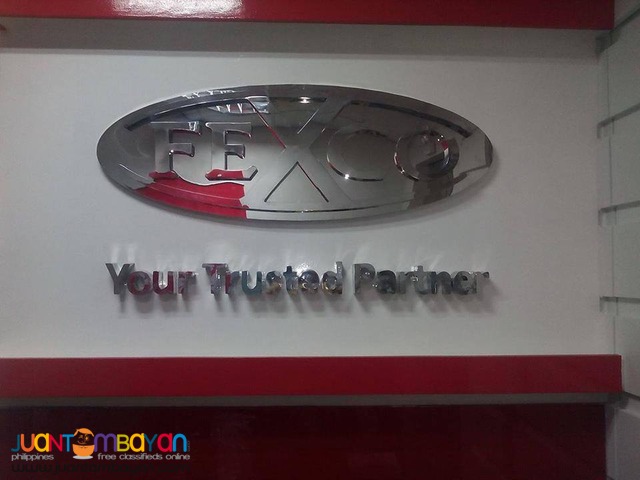 FEXCO
Your Trusted Partner
JUANTOMBAYAN
philippines free classifieds online